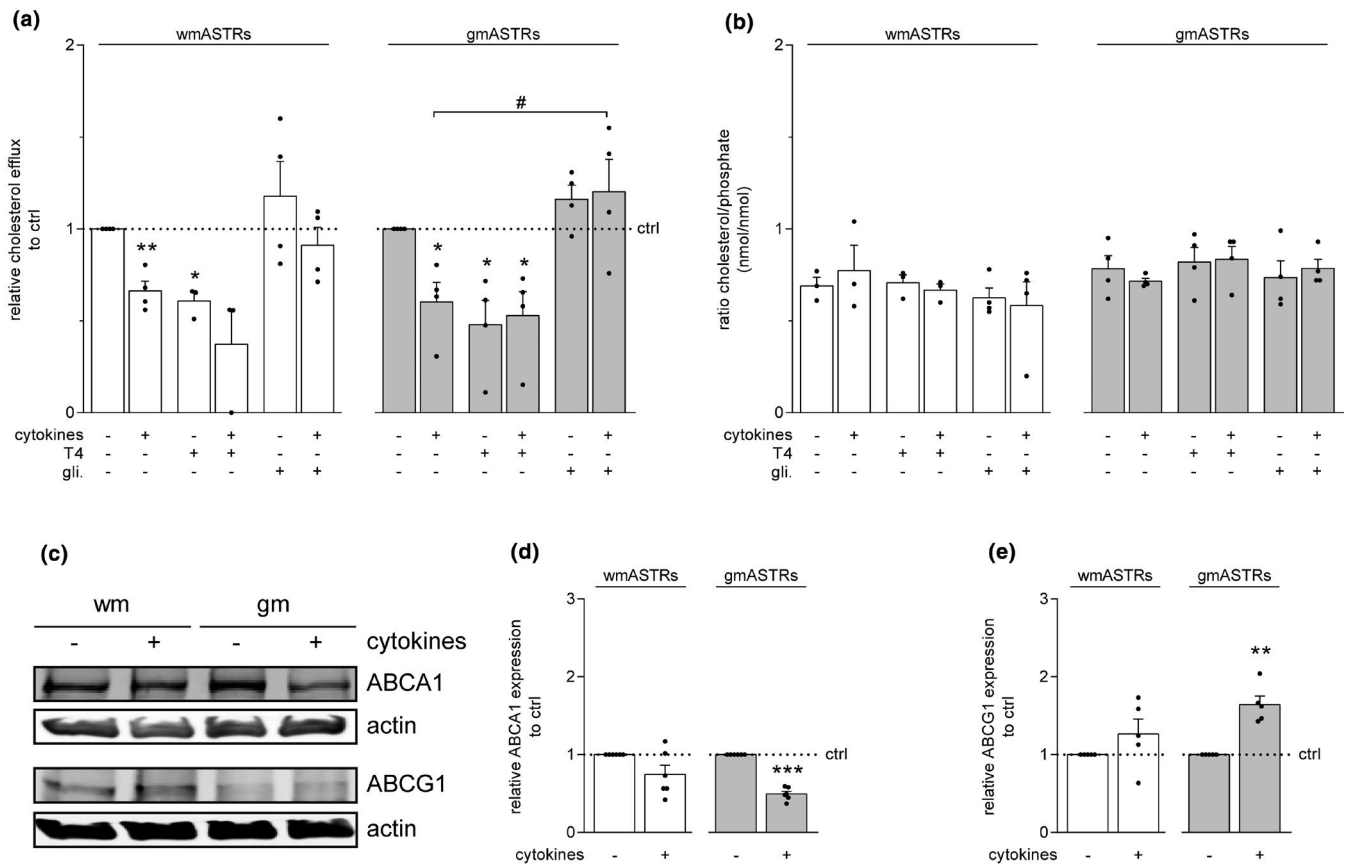 (a)
wmASTRs
gmASTRs
2
1
0
relative cholesterol efflux
to ctrl
**
*
*
*
*
#
ctrl
cytokines - + - + - + - + - + - +
T4 - - + + - - - - + + - -
gli. - - - - + + - - - - + +
(b)
wmASTRs
gmASTRs
2
1
0
ratio cholesterol/phosphate
(nmol/nmol)
cytokines - + - + - + - + - + - +
T4 - - + + - - - - + + - -
gli. - - - - + + - - - - + +
(c)
wm gm
- + - + cytokines
ABCA1
actin
ABCG1
actin
(d)
wmASTRs gmASTRs
3
2
1
0
relative ABCA1 expression
to ctrl
***
ctrl
cytokines - + - +
(e)
wmASTRs gmASTRs
3
2
1
0
relative ABCG1 expression
to ctrl
**
ctrl
cytokines - + - +